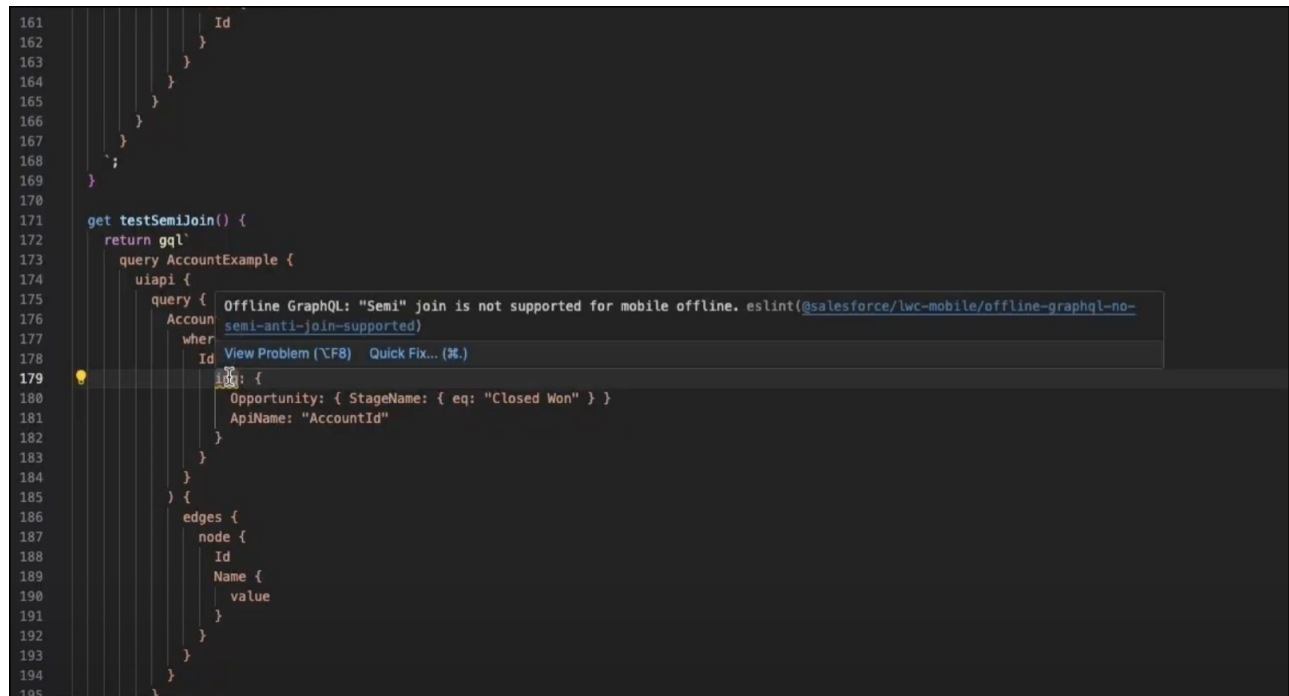 161 Id
162 }
163 }
164 }
165 }
166 }
167 }
168 `;
169 }
170
171 get testSemiJoin() {
172 return gql`
173 query AccountExample {
174 uiapi {
175 query {
Offline GraphQL: "Semi" join is not supported for mobile offline. eslint(@salesforce/lwc-mobile/offline-graphql-no-
176 Accoun
semi-anti-join-supported)
177 wher
View Problem (⌥F8) Quick Fix... (⌘.)
178 Id
179 inq: {
180 Opportunity: { StageName: { eq: "Closed Won" } }
181 ApiName: "AccountId"
182 }
183 }
184 }
185 ) {
186 edges {
187 node {
188 Id
189 Name {
190 value
191 }
192 }
193 }
194 }
195 }